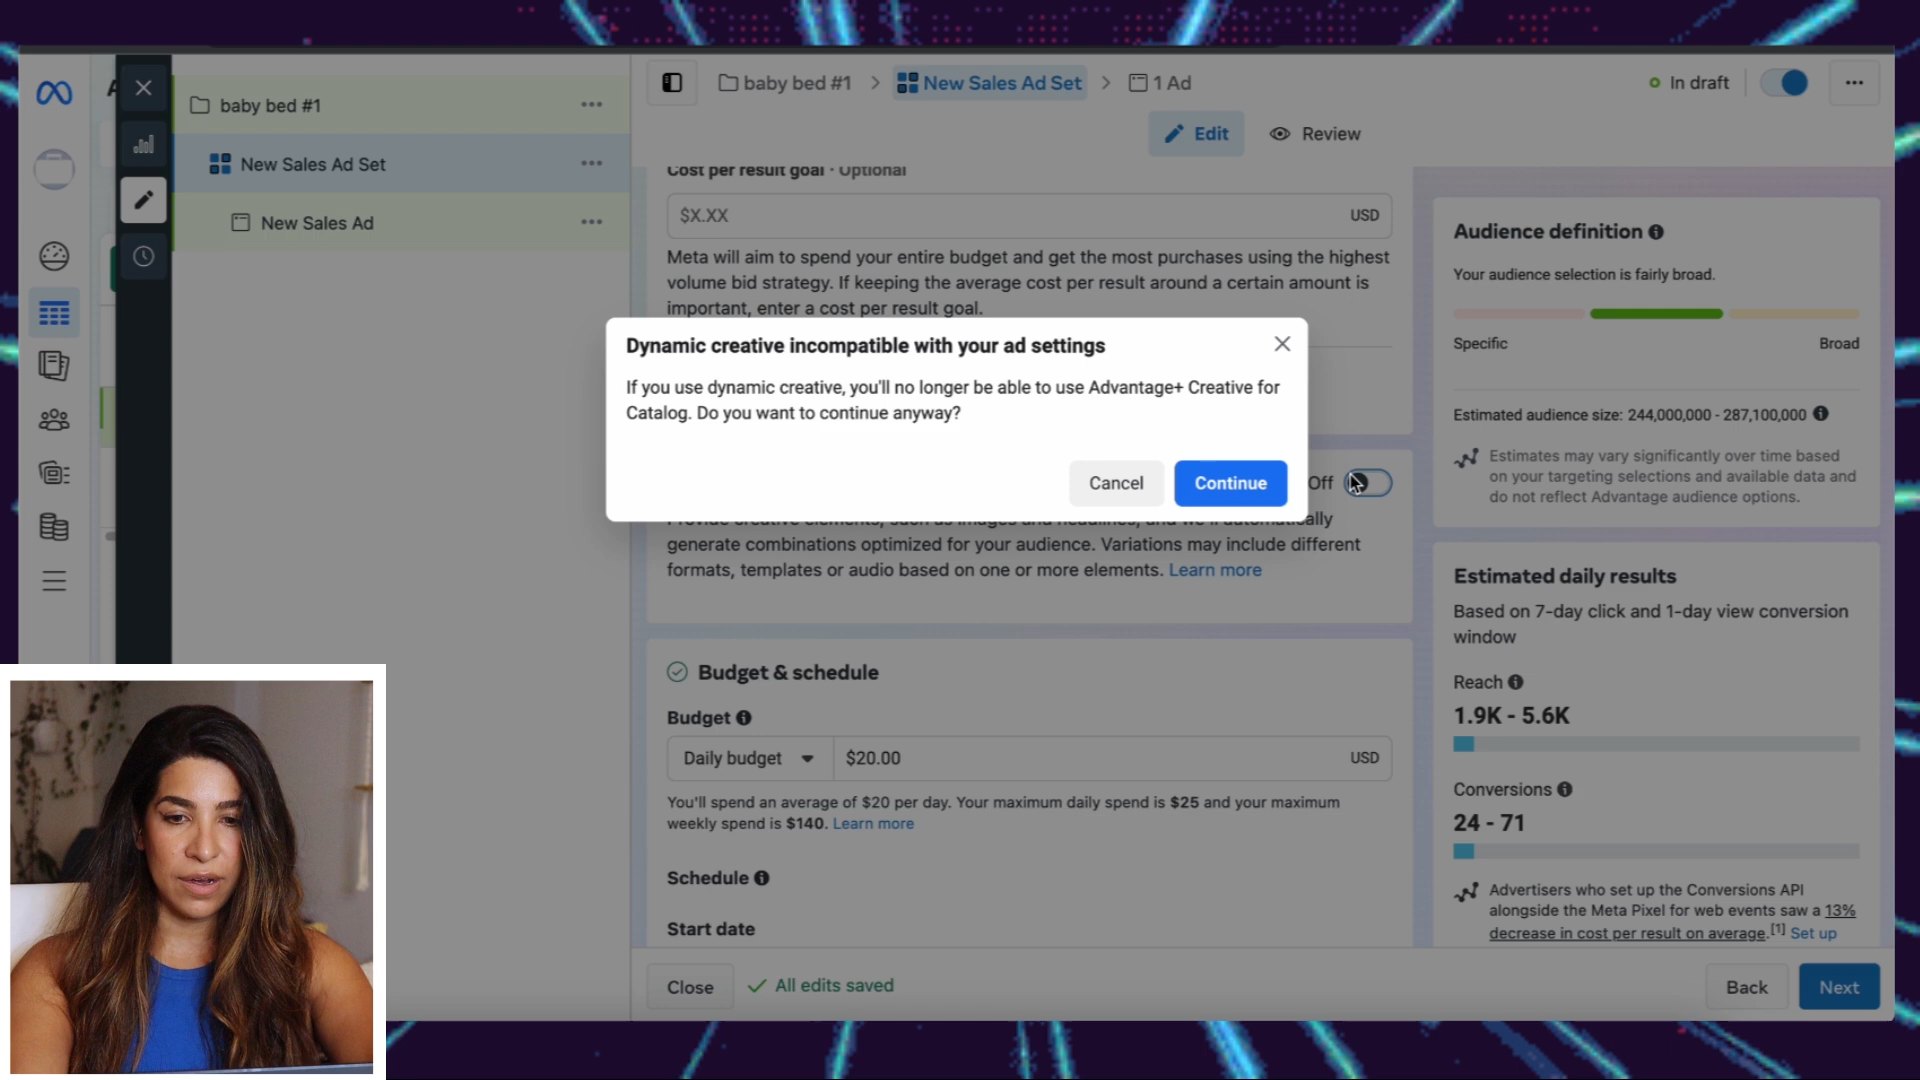 A
baby bed #1
New Sales Ad Set
New Sales Ad
baby bed #1 > New Sales Ad Set > 1 Ad
In draft
Edit
Review
Cost per result goal · Optional
$X.XX
USD
Meta will aim to spend your entire budget and get the most purchases using the highest
volume bid strategy. If keeping the average cost per result around a certain amount is
important, enter a cost per result goal.
Dynamic creative incompatible with your ad settings
If you use dynamic creative, you'll no longer be able to use Advantage+ Creative for
Catalog. Do you want to continue anyway?
Cancel
Continue
Off
Provide creative elements, such as images and headlines, and we'll automatically
generate combinations optimized for your audience. Variations may include different
formats, templates or audio based on one or more elements. Learn more
Budget & schedule
Budget
Daily budget
$20.00
USD
You'll spend an average of $20 per day. Your maximum daily spend is $25 and your maximum
weekly spend is $140. Learn more
Schedule
Start date
Close
All edits saved
Back
Next
Audience definition
Your audience selection is fairly broad.
Specific
Broad
Estimated audience size: 244,000,000 - 287,100,000
Estimates may vary significantly over time based
on your targeting selections and available data and
do not reflect Advantage audience options.
Estimated daily results
Based on 7-day click and 1-day view conversion
window
Reach
1.9K - 5.6K
Conversions
24 - 71
Advertisers who set up the Conversions API
alongside the Meta Pixel for web events saw a 13%
decrease in cost per result on average.[1] Set up